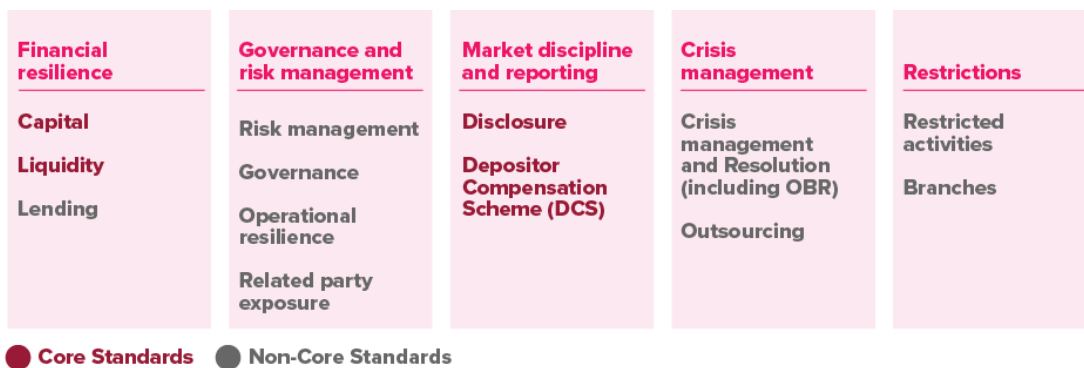 Financial
resilience
Capital
Liquidity
Lending
Governance and
risk management
Risk management
Governance
Operational
resilience
Related party
exposure
Market discipline
and reporting
Disclosure
Depositor
Compensation
Scheme (DCS)
Crisis
management
Crisis
management
and Resolution
(including OBR)
Outsourcing
Restrictions
Restricted
activities
Branches
Core Standards
Non-Core Standards